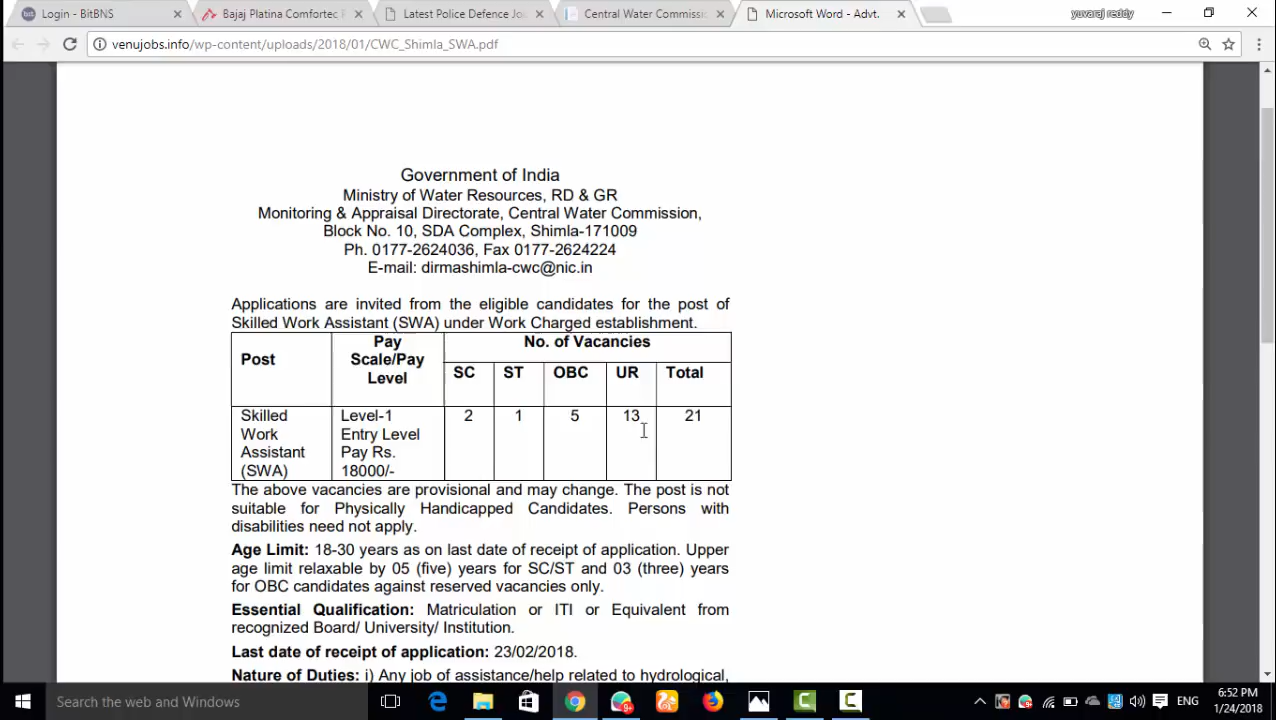 Login - BitBNS
Bajaj Platina Comfortec F
Latest Police Defence Jo
Central Water Commissi
Microsoft Word - Advt.
yuvaraj reddy
venujobs.info/wp-content/uploads/2018/01/CWC_Shimla_SWA.pdf
Government of India
Ministry of Water Resources, RD & GR
Monitoring & Appraisal Directorate, Central Water Commission,
Block No. 10, SDA Complex, Shimla-171009
Ph. 0177-2624036, Fax 0177-2624224
E-mail: dirmashimla-cwc@nic.in
Applications are invited from the eligible candidates for the post of
Skilled Work Assistant (SWA) under Work Charged establishment.
Post
Pay
Scale/Pay
Level
No. of Vacancies
SC ST OBC UR Total
Skilled
Work
Assistant
(SWA)
Level-1
Entry Level
Pay Rs.
18000/-
2 1 5 13 21
The above vacancies are provisional and may change. The post is not
suitable for Physically Handicapped Candidates. Persons with
disabilities need not apply.
Age Limit: 18-30 years as on last date of receipt of application. Upper
age limit relaxable by 05 (five) years for SC/ST and 03 (three) years
for OBC candidates against reserved vacancies only.
Essential Qualification: Matriculation or ITI or Equivalent from
recognized Board/ University/ Institution.
Last date of receipt of application: 23/02/2018.
Nature of Duties: i) Any job of assistance/help related to hydrological,
Search the web and Windows
ENG
6:52 PM
1/24/2018